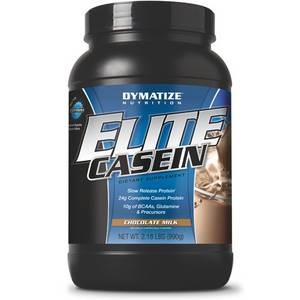 DYMATIZE
NUTRITION
ELITE
CASEIN
DIETARY SUPPLEMENT
Slow Release Protein
24g Complete Casein Protein
10g of BCAAs, Glutamine
& Precursors
CHOCOLATE MILK
NET WT. 2.18 LBS (990g)